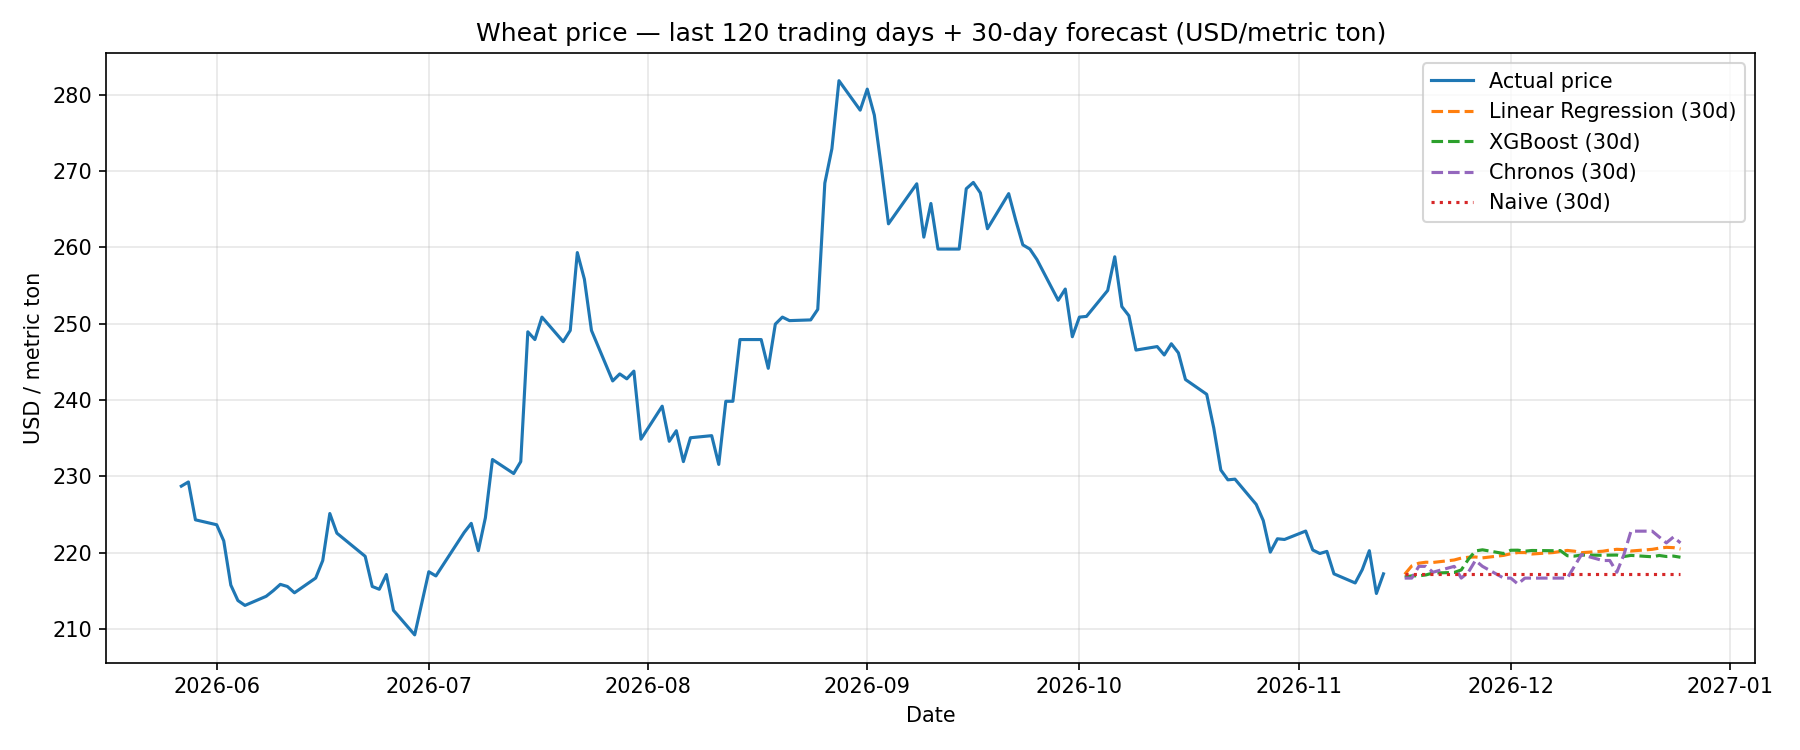 Wheat price — last 120 trading days + 30-day forecast (USD/metric ton)
Actual price
Linear Regression (30d)
XGBoost (30d)
Chronos (30d)
Naive (30d)
USD / metric ton
280
270
260
250
240
230
220
210
2026-06
2026-07
2026-08
2026-09
2026-10
2026-11
2026-12
2027-01
Date